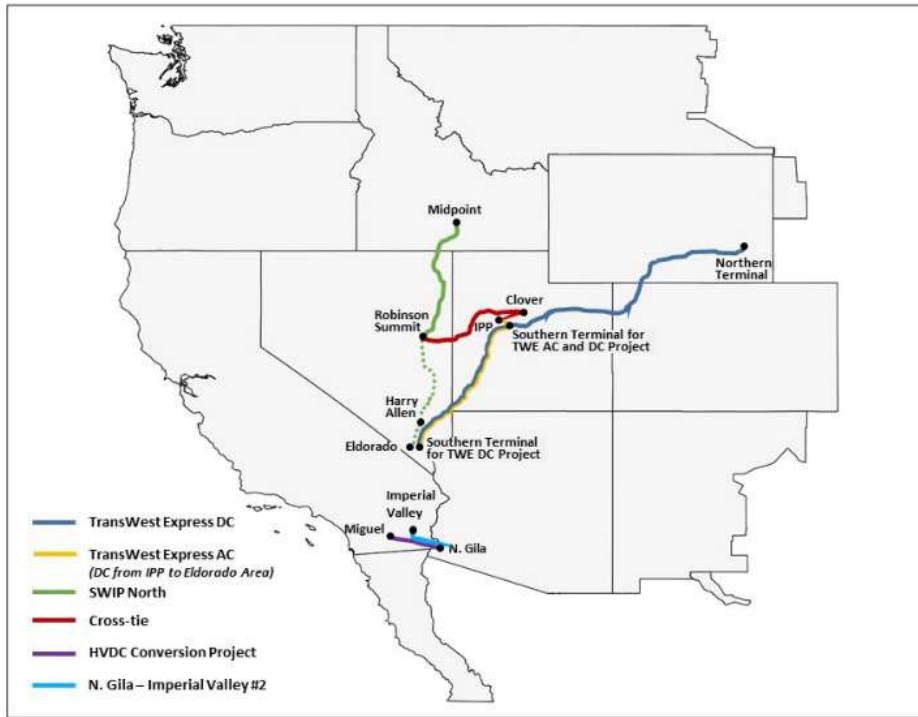 Midpoint
Northern
Terminal
Clover
Robinson
Summit
IPP
Southern Terminal for
TWE AC and DC Project
Harry
Allen
Eldorado
Southern Terminal
for TWE DC Project
Imperial
Valley
Miguel
N. Gila
TransWest Express DC
TransWest Express AC
(DC from IPP to Eldorado Area)
SWIP North
Cross-tie
HVDC Conversion Project
N. Gila – Imperial Valley #2